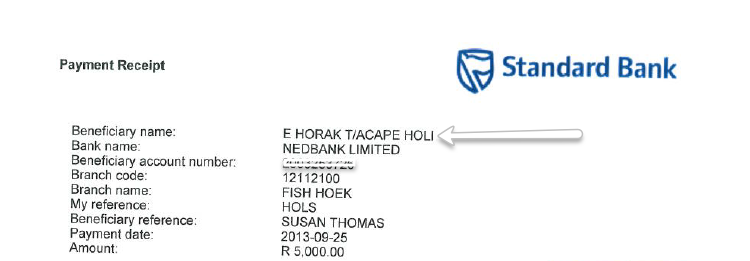 Payment Receipt
Standard Bank
Beneficiary name: E HORAK T/ACAPE HOLI
Bank name: NEDBANK LIMITED
Beneficiary account number:
Branch code: 12112100
Branch name: FISH HOEK
My reference: HOLS
Beneficiary reference: SUSAN THOMAS
Payment date: 2013-09-25
Amount: R 5,000.00